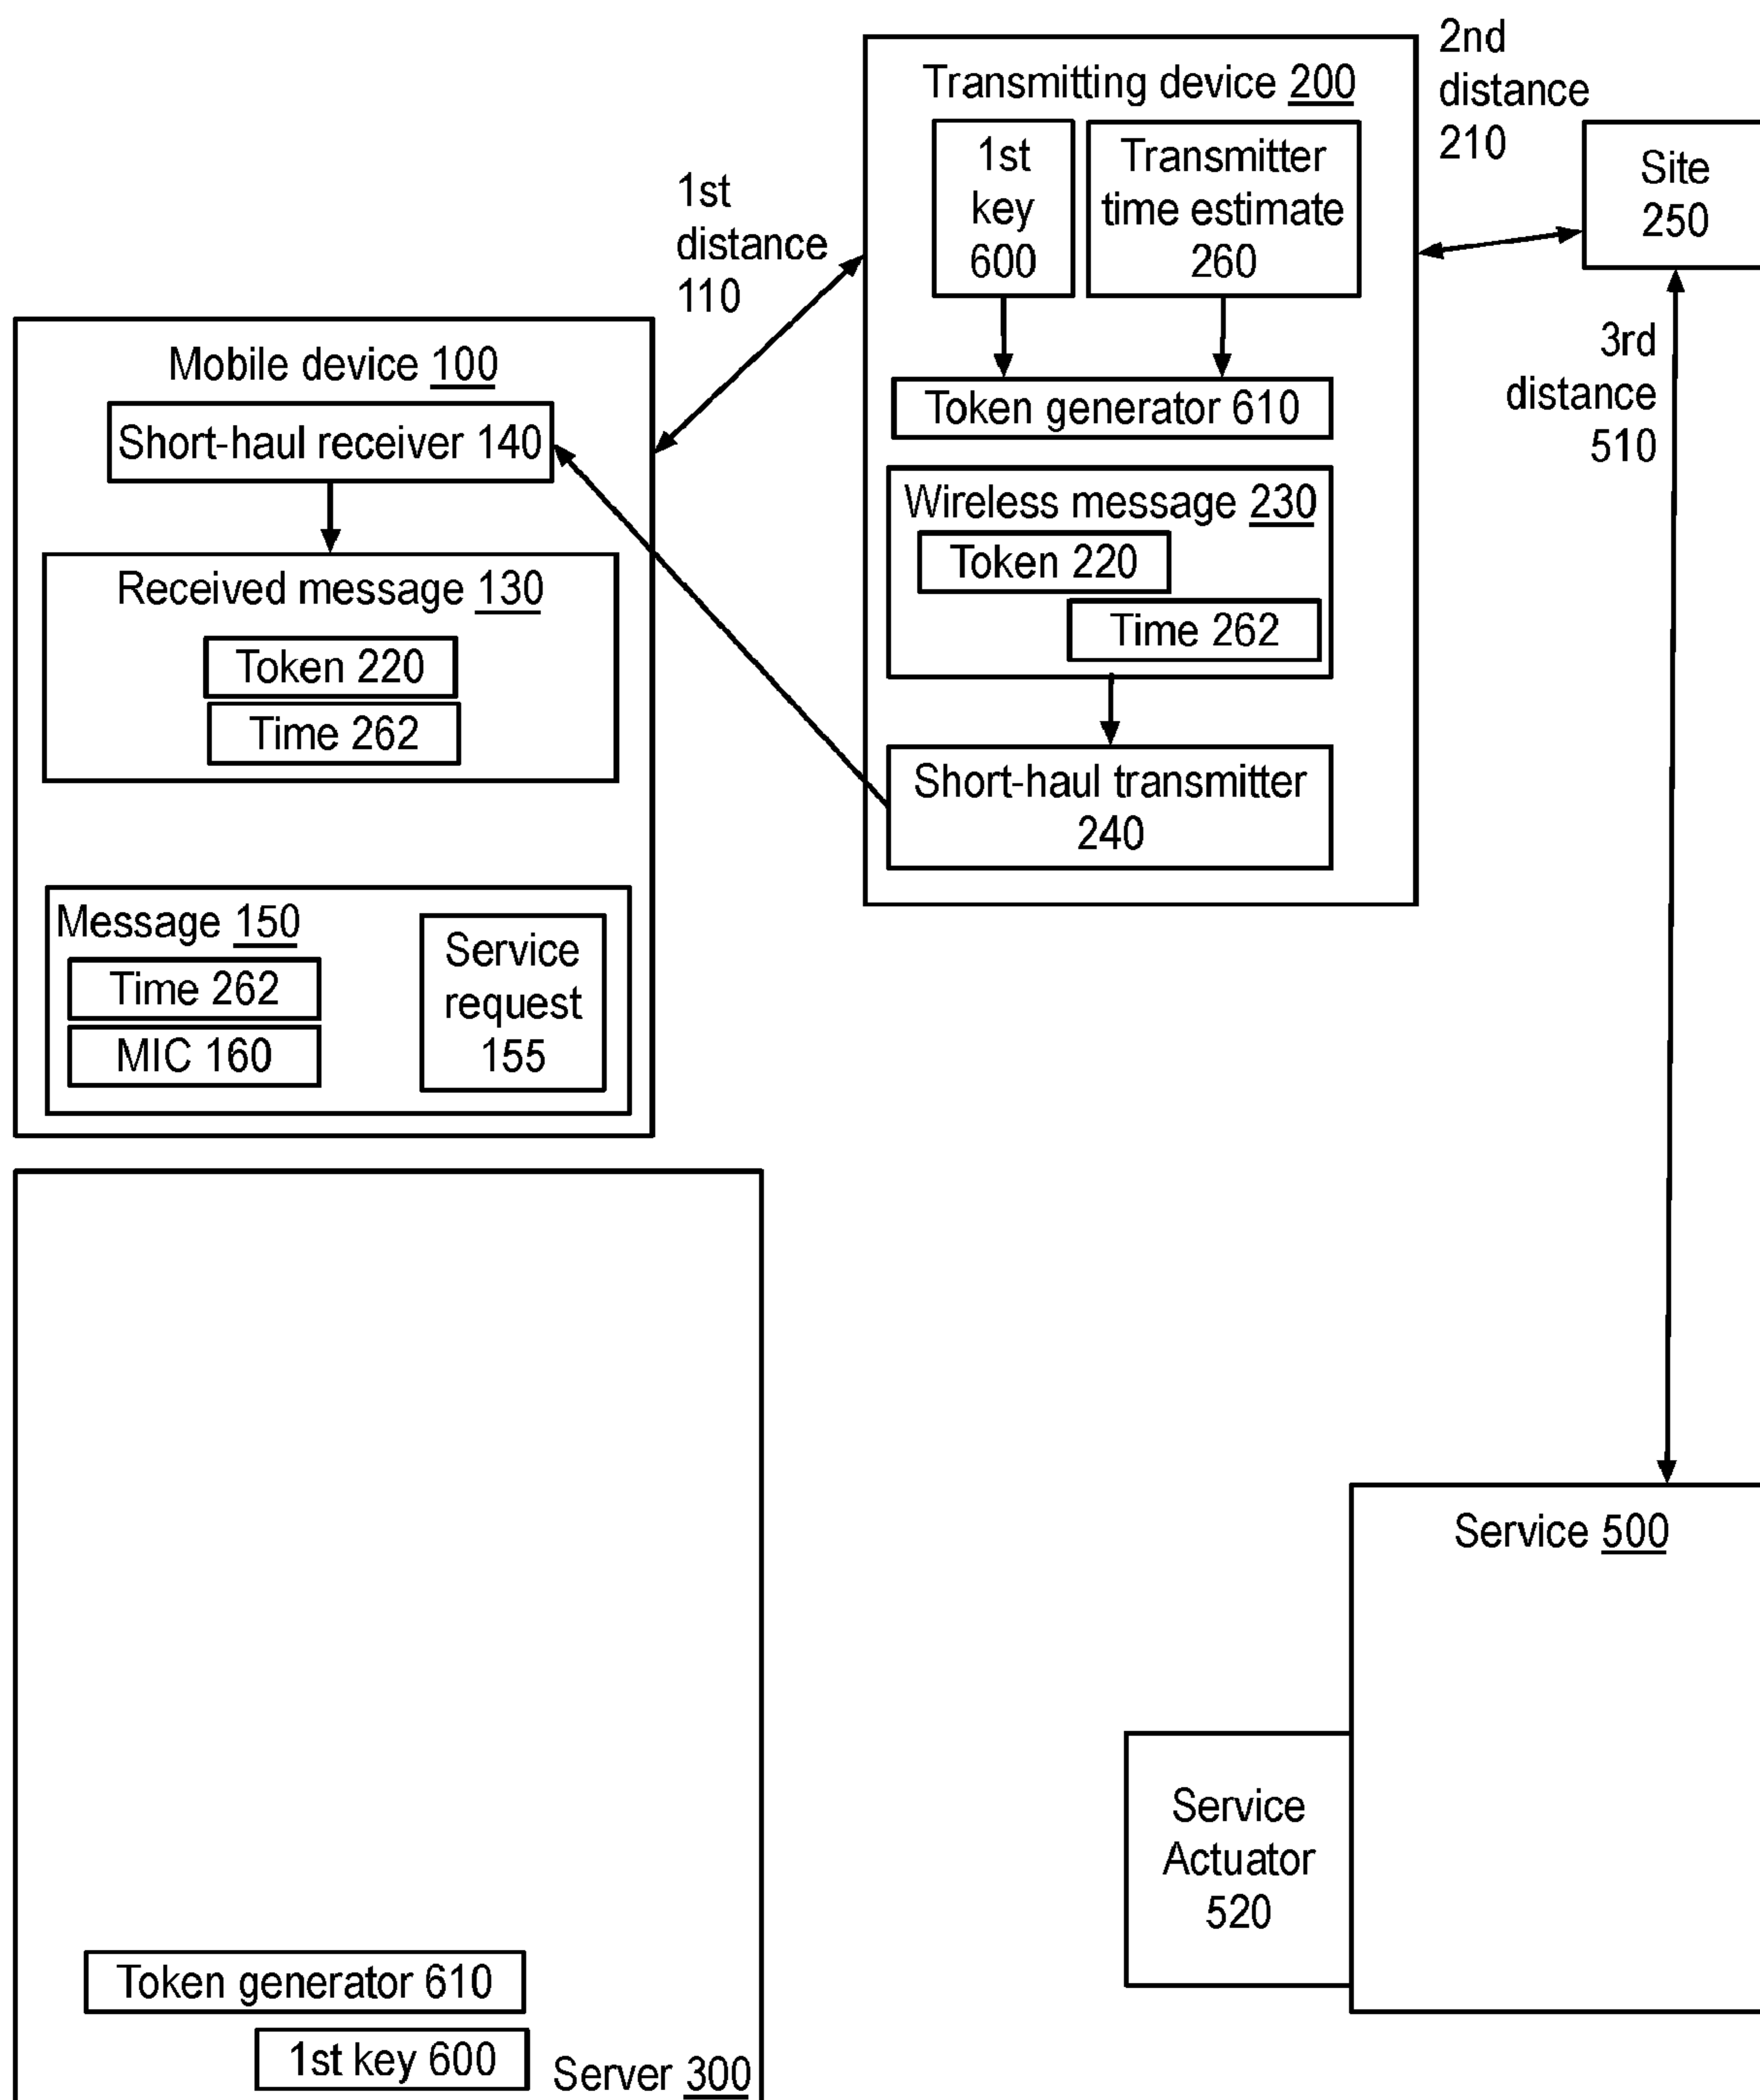 2nd
distance
210
Transmitting device 200
1st
key
600
Transmitter
time estimate
260
Site
250
1st
distance
110
3rd
distance
510
Mobile device 100
Short-haul receiver 140
Token generator 610
Wireless message 230
Token 220
Time 262
Received message 130
Token 220
Time 262
Short-haul transmitter
240
Message 150
Time 262
MIC 160
Service
request
155
Service 500
Service
Actuator
520
Token generator 610
1st key 600
Server 300